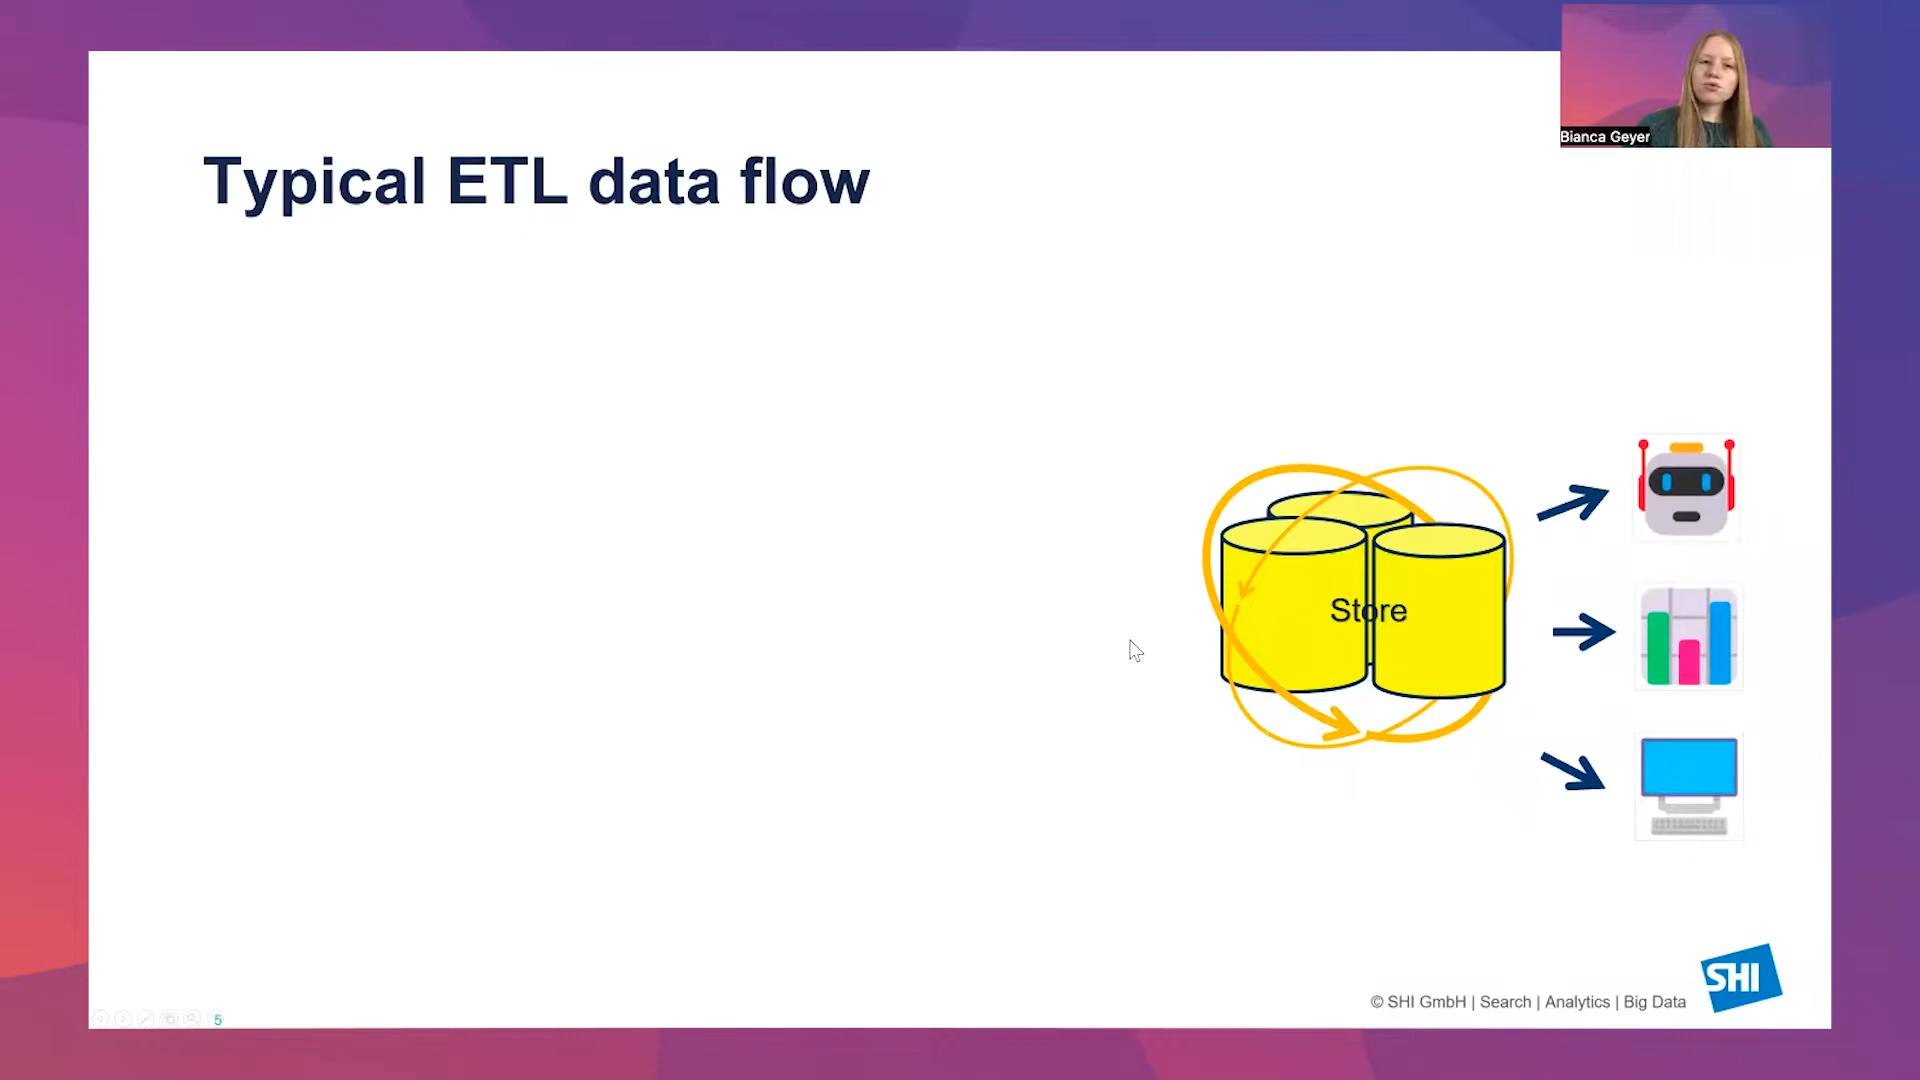 Bianca Geyer
Typical ETL data flow
Store
SHI
© SHI GmbH | Search | Analytics | Big Data
5